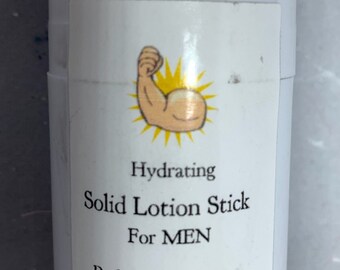 Hydrating
Solid Lotion Stick
For MEN